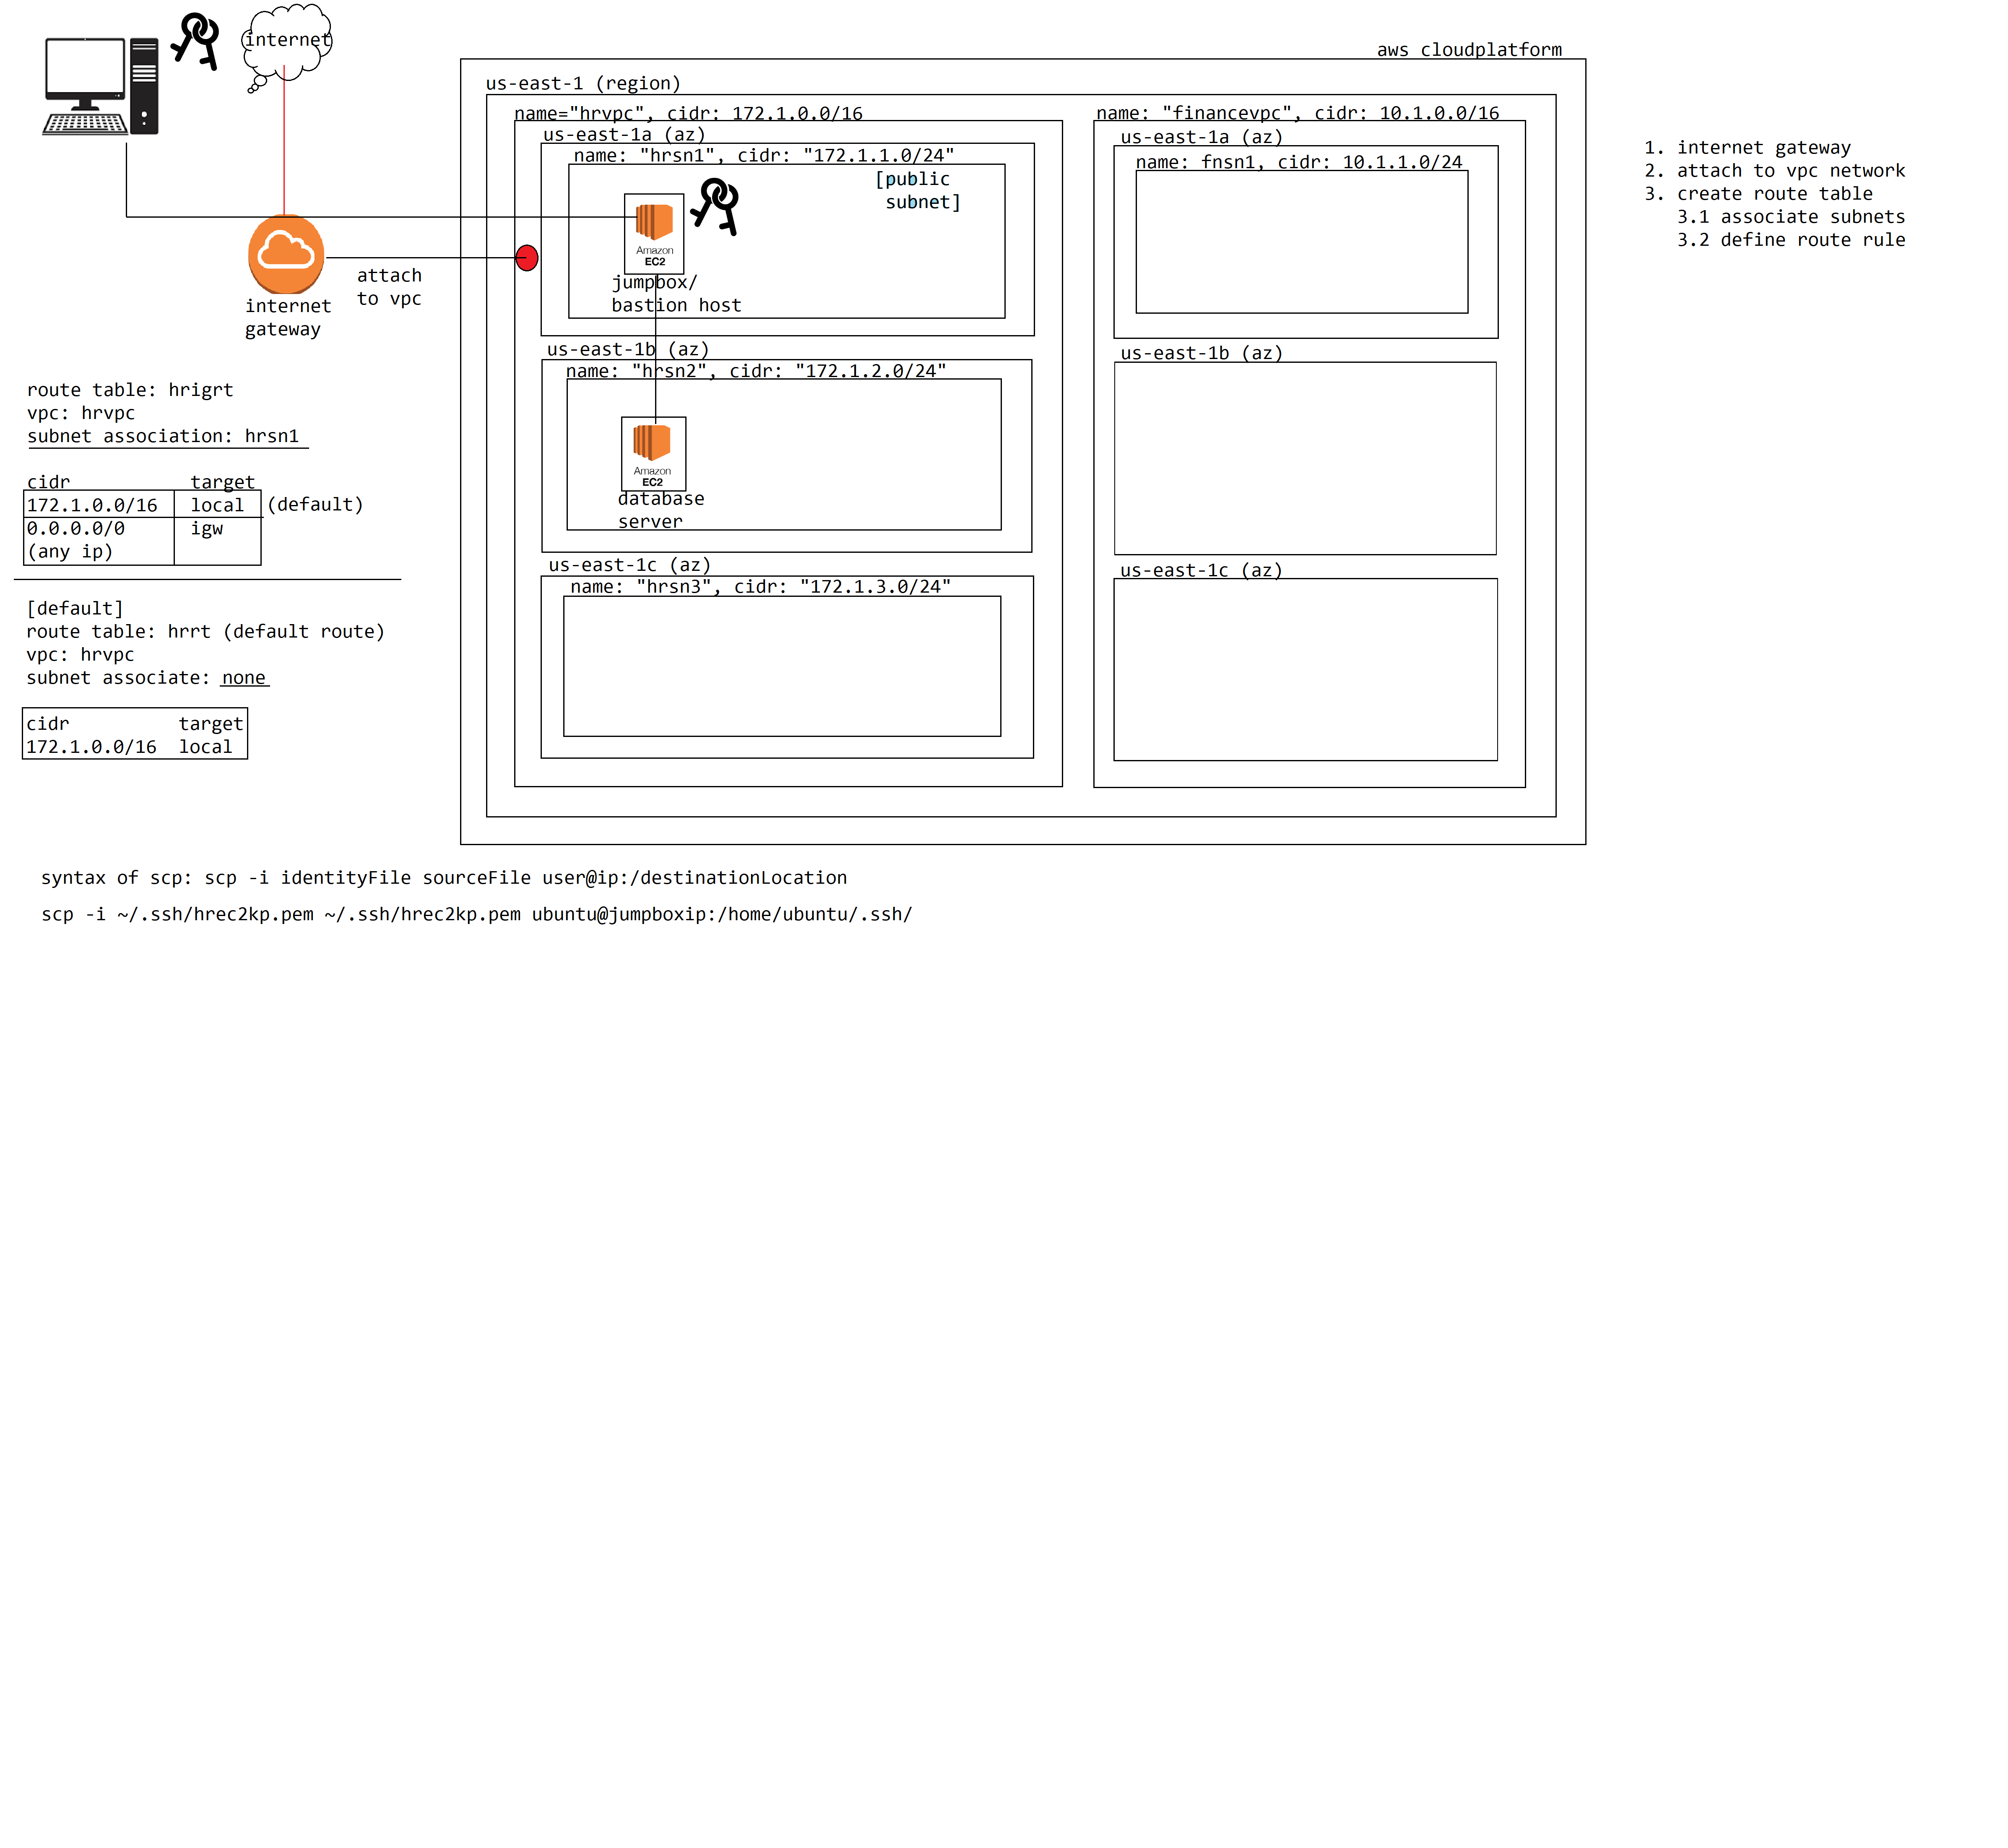 internet
aws cloudplatform
us-east-1 (region)
name="hrvpc", cidr: 172.1.0.0/16
us-east-1a (az)
name: "hrsn1", cidr: "172.1.1.0/24"
[public
subnet]
Amazon
EC2
jumpbox/
bastion host
us-east-1b (az)
name: "hrsn2", cidr: "172.1.2.0/24"
Amazon
EC2
database
server
us-east-1c (az)
name: "hrsn3", cidr: "172.1.3.0/24"
name: "financevpc", cidr: 10.1.0.0/16
us-east-1a (az)
name: fnsn1, cidr: 10.1.1.0/24
us-east-1b (az)
us-east-1c (az)
1. internet gateway
2. attach to vpc network
3. create route table
3.1 associate subnets
3.2 define route rule
attach
to vpc
internet
gateway
route table: hrigrt
vpc: hrvpc
subnet association: hrsn1
cidr target
172.1.0.0/16 local (default)
0.0.0.0/0 igw
(any ip)
[default]
route table: hrrt (default route)
vpc: hrvpc
subnet associate: none
cidr target
172.1.0.0/16 local
syntax of scp: scp -i identityFile sourceFile user@ip:/destinationLocation
scp -i ~/.ssh/hrec2kp.pem ~/.ssh/hrec2kp.pem ubuntu@jumpboxip:/home/ubuntu/.ssh/